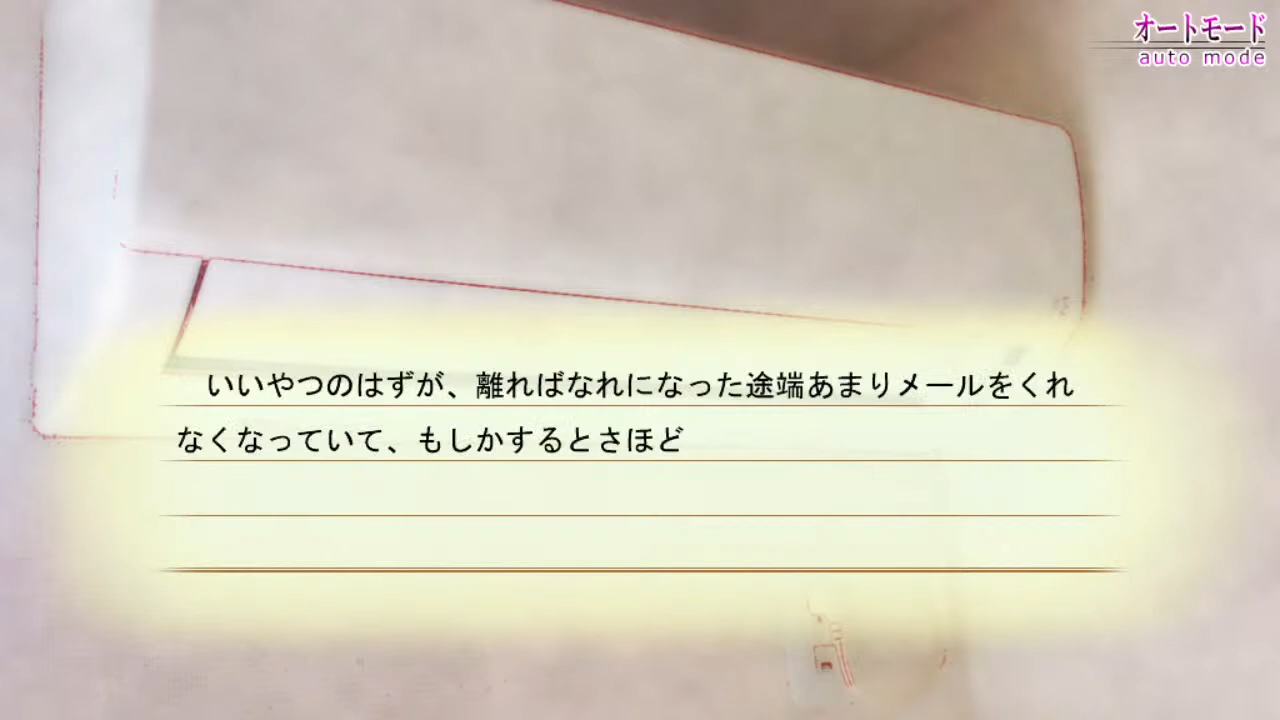 オートモード
auto mode
いいやつのはずが、離ればなれになった途端あまりメールをくれ
なくなっていて、もしかするとさほど